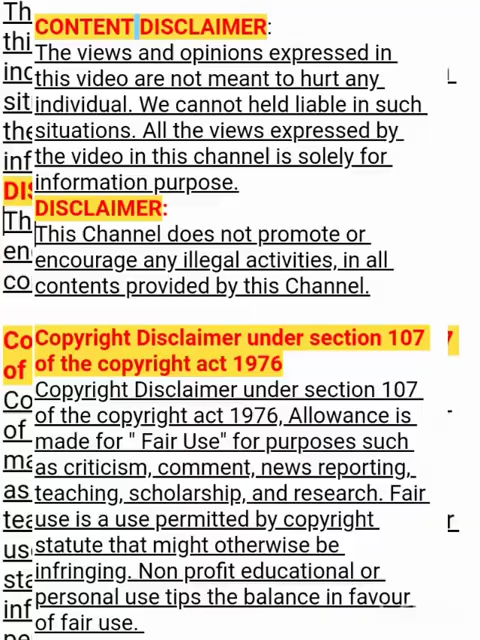 CONTENT DISCLAIMER:
The views and opinions expressed in
this video are not meant to hurt any
individual. We cannot held liable in such
situations. All the views expressed by
the video in this channel is solely for
information purpose.
DISCLAIMER:
This Channel does not promote or
encourage any illegal activities, in all
contents provided by this Channel.
Copyright Disclaimer under section 107
of the copyright act 1976
Copyright Disclaimer under section 107
of the copyright act 1976, Allowance is
made for " Fair Use" for purposes such
as criticism, comment, news reporting,
teaching, scholarship, and research. Fair
use is a use permitted by copyright
statute that might otherwise be
infringing. Non profit educational or
personal use tips the balance in favour
of fair use.